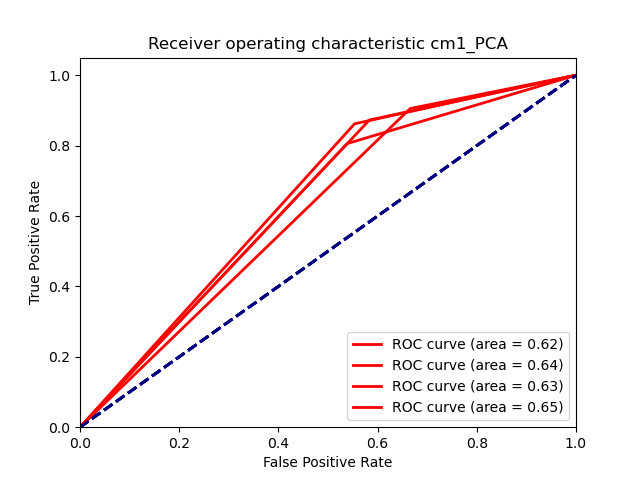 Receiver operating characteristic cm1_PCA
True Positive Rate
1.0
0.8
0.6
0.4
0.2
0.0
ROC curve (area = 0.62)
ROC curve (area = 0.64)
ROC curve (area = 0.63)
ROC curve (area = 0.65)
0.0 0.2 0.4 0.6 0.8 1.0
False Positive Rate